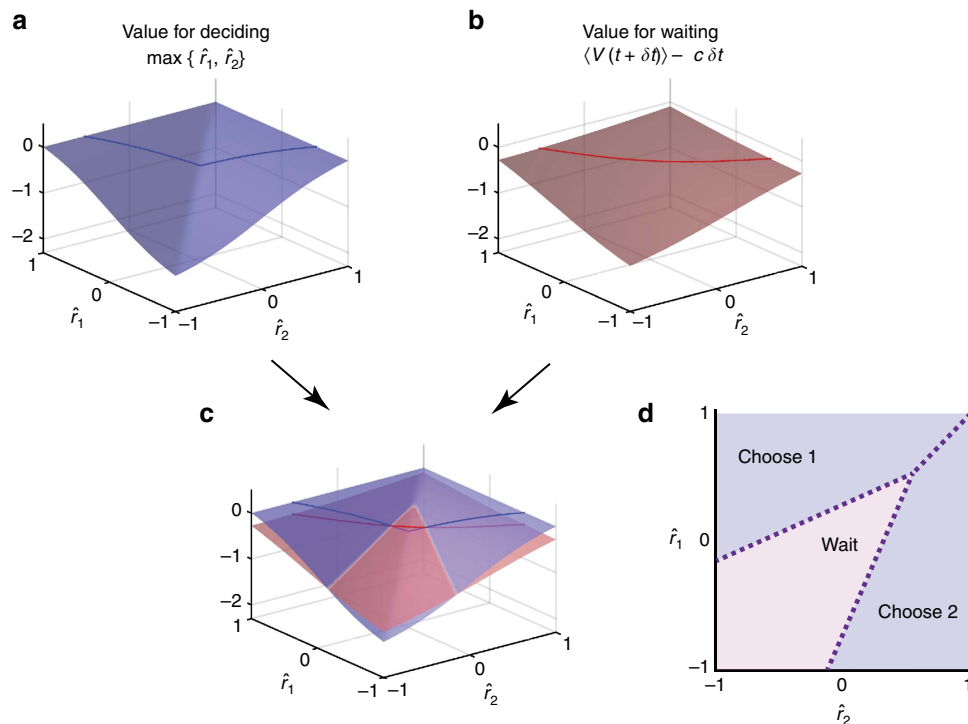 a
Value for deciding
max { r̂₁, r̂₂}
0
−1
−2
1
0
−1
r̂₁
−1
0
1
r̂₂
b
Value for waiting
⟨V (t + δt)⟩ − c δt
0
−1
−2
1
0
−1
r̂₁
−1
0
1
r̂₂
c
0
−1
−2
1
0
−1
r̂₁
−1
0
1
r̂₂
d
1
Choose 1
r̂₁
0
Wait
Choose 2
−1
−1
0
1
r̂₂